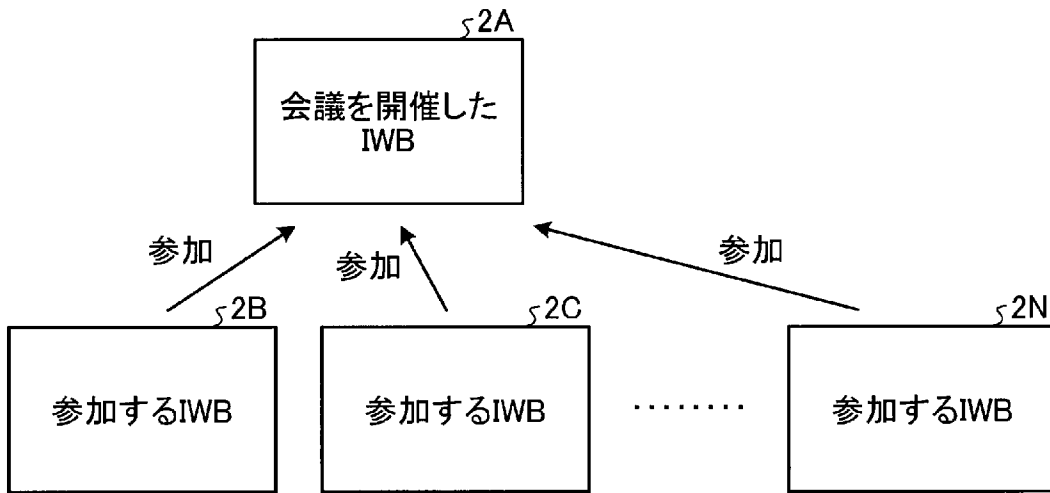 2A
会議を開催した
IWB
参加
参加
参加
2B
2C
2N
参加するIWB
参加するIWB
........
参加するIWB